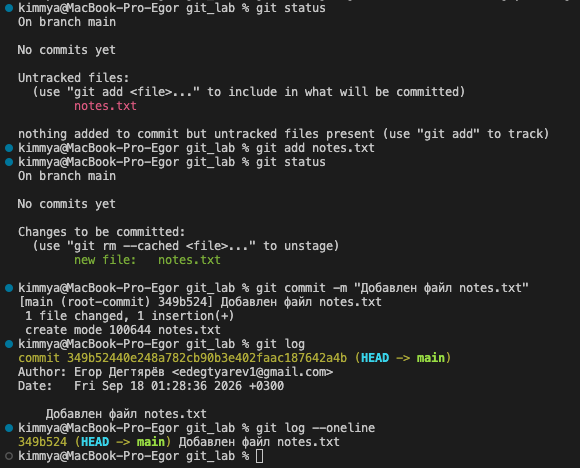 kimmya@MacBook-Pro-Egor git_lab % git status
On branch main
No commits yet
Untracked files:
(use "git add <file>..." to include in what will be committed)
notes.txt
nothing added to commit but untracked files present (use "git add" to track)
kimmya@MacBook-Pro-Egor git_lab % git add notes.txt
kimmya@MacBook-Pro-Egor git_lab % git status
On branch main
No commits yet
Changes to be committed:
(use "git rm --cached <file>..." to unstage)
new file:   notes.txt
kimmya@MacBook-Pro-Egor git_lab % git commit -m "Добавлен файл notes.txt"
[main (root-commit) 349b524] Добавлен файл notes.txt
1 file changed, 1 insertion(+)
create mode 100644 notes.txt
kimmya@MacBook-Pro-Egor git_lab % git log
commit 349b52440e248a782cb90b3e402faac187642a4b (HEAD -> main)
Author: Егор Дегтярёв <edegtyarev1@gmail.com>
Date:   Fri Sep 18 01:28:36 2026 +0300
Добавлен файл notes.txt
kimmya@MacBook-Pro-Egor git_lab % git log --oneline
349b524 (HEAD -> main) Добавлен файл notes.txt
kimmya@MacBook-Pro-Egor git_lab %